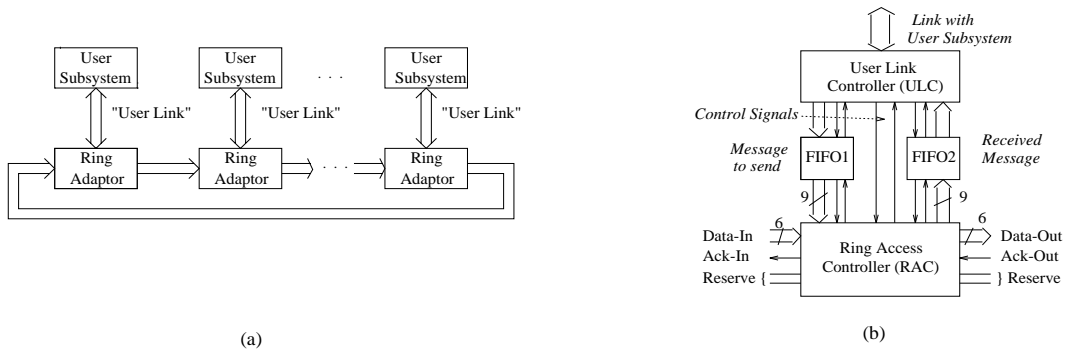 User
Subsystem
User
Subsystem
. . .
User
Subsystem
"User Link"
"User Link"
"User Link"
Ring
Adaptor
Ring
Adaptor
. . .
Ring
Adaptor
(a)
Link with
User Subsystem
User Link
Controller (ULC)
Control Signals
Message
to send
FIFO1
FIFO2
Received
Message
9
9
6
6
Data-In
Ack-In
Reserve {
Ring Access
Controller (RAC)
Data-Out
Ack-Out
} Reserve
(b)